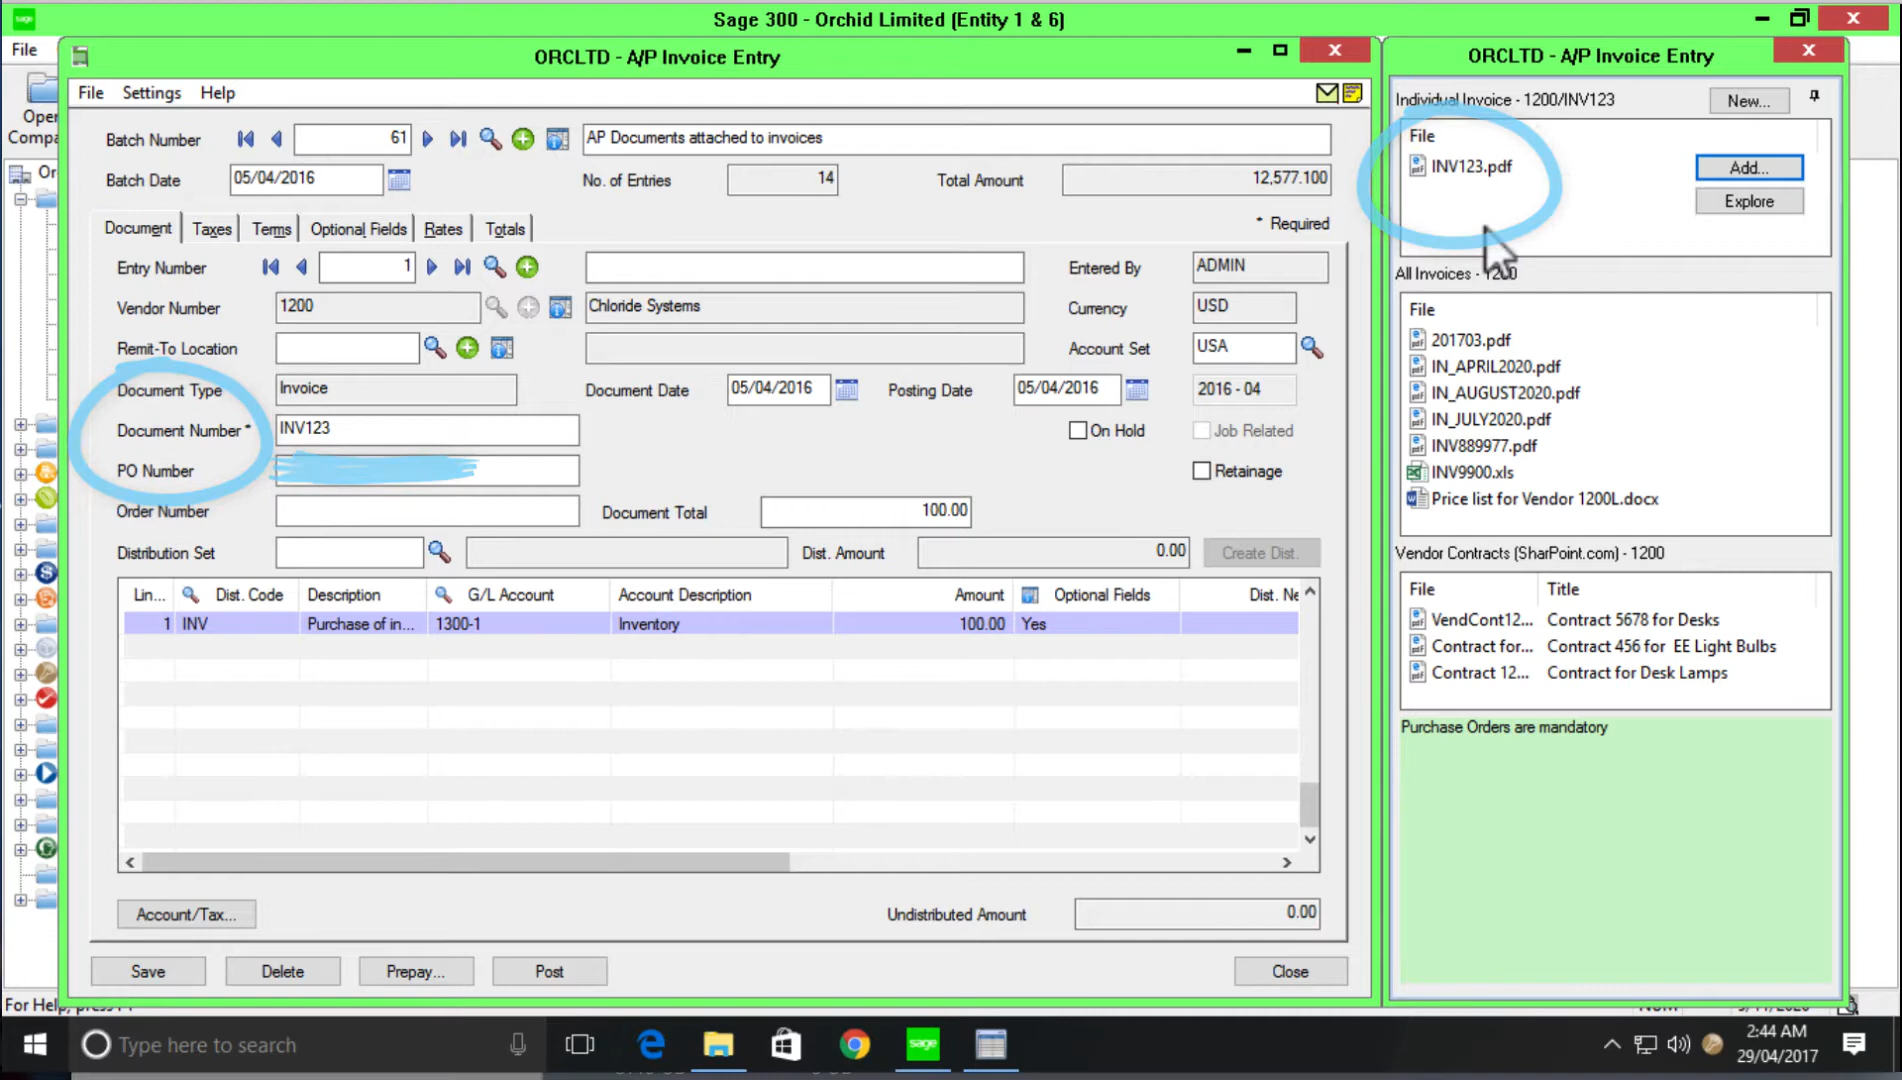 Sage 300 - Orchid Limited (Entity 1 & 6)
File
ORCLTD - A/P Invoice Entry
File Settings Help
Batch Number 61 AP Documents attached to invoices
Batch Date 05/04/2016 No. of Entries 14 Total Amount 12,577.100
Document Taxes Terms Optional Fields Rates Totals * Required
Entry Number 1 Entered By ADMIN
Vendor Number 1200 Chloride Systems Currency USD
Remit-To Location Account Set USA
Document Type Invoice Document Date 05/04/2016 Posting Date 05/04/2016 2016 - 04
Document Number * INV123 On Hold Job Related
PO Number Retainage
Order Number Document Total 100.00
Distribution Set Dist. Amount 0.00 Create Dist.
Lin... Dist. Code Description G/L Account Account Description Amount Optional Fields Dist. Ne
1 INV Purchase of in... 1300-1 Inventory 100.00 Yes
Account/Tax... Undistributed Amount 0.00
Save Delete Prepay... Post Close
ORCLTD - A/P Invoice Entry
Individual Invoice - 1200/INV123 New...
File
INV123.pdf Add...
Explore
All Invoices - 1200
File
201703.pdf
IN_APRIL2020.pdf
IN_AUGUST2020.pdf
IN_JULY2020.pdf
INV889977.pdf
INV9900.xls
Price list for Vendor 1200L.docx
Vendor Contracts (SharPoint.com) - 1200
File Title
VendCont12... Contract 5678 for Desks
Contract for... Contract 456 for EE Light Bulbs
Contract 12... Contract for Desk Lamps
Purchase Orders are mandatory
For Help,
Type here to search
sage
2:44 AM
29/04/2017